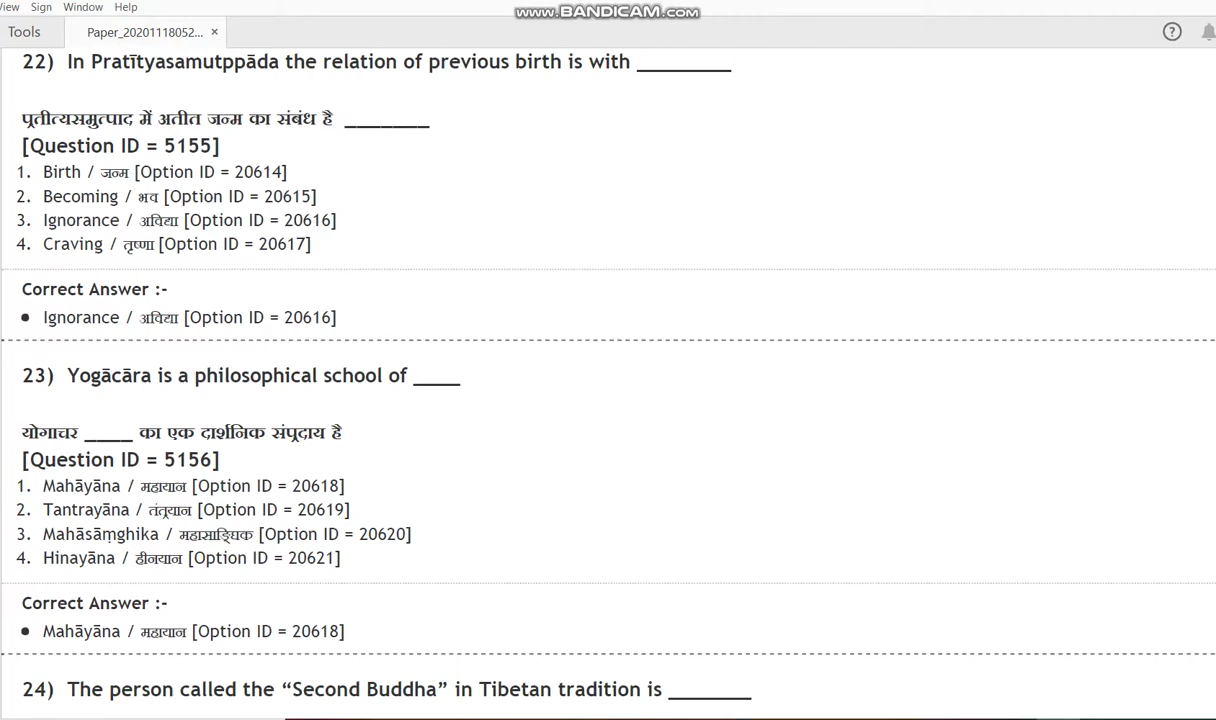 View Sign Window Help
www.BANDICAM.com
Tools
Paper_20201118052... ×
?
22) In Pratītyasamutppāda the relation of previous birth is with ________
प्रतीत्यसमुत्पाद में अतीत जन्म का संबंध है _______
[Question ID = 5155]
1. Birth / जन्म [Option ID = 20614]
2. Becoming / भव [Option ID = 20615]
3. Ignorance / अविद्या [Option ID = 20616]
4. Craving / तृष्णा [Option ID = 20617]
Correct Answer :-
• Ignorance / अविद्या [Option ID = 20616]
23) Yogācāra is a philosophical school of ____
योगाचर ____ का एक दार्शनिक संप्रदाय है
[Question ID = 5156]
1. Mahāyāna / महायान [Option ID = 20618]
2. Tantrayāna / तंत्रयान [Option ID = 20619]
3. Mahāsāṃghika / महासाङ्घिक [Option ID = 20620]
4. Hinayāna / हीनयान [Option ID = 20621]
Correct Answer :-
• Mahāyāna / महायान [Option ID = 20618]
24) The person called the “Second Buddha” in Tibetan tradition is _______